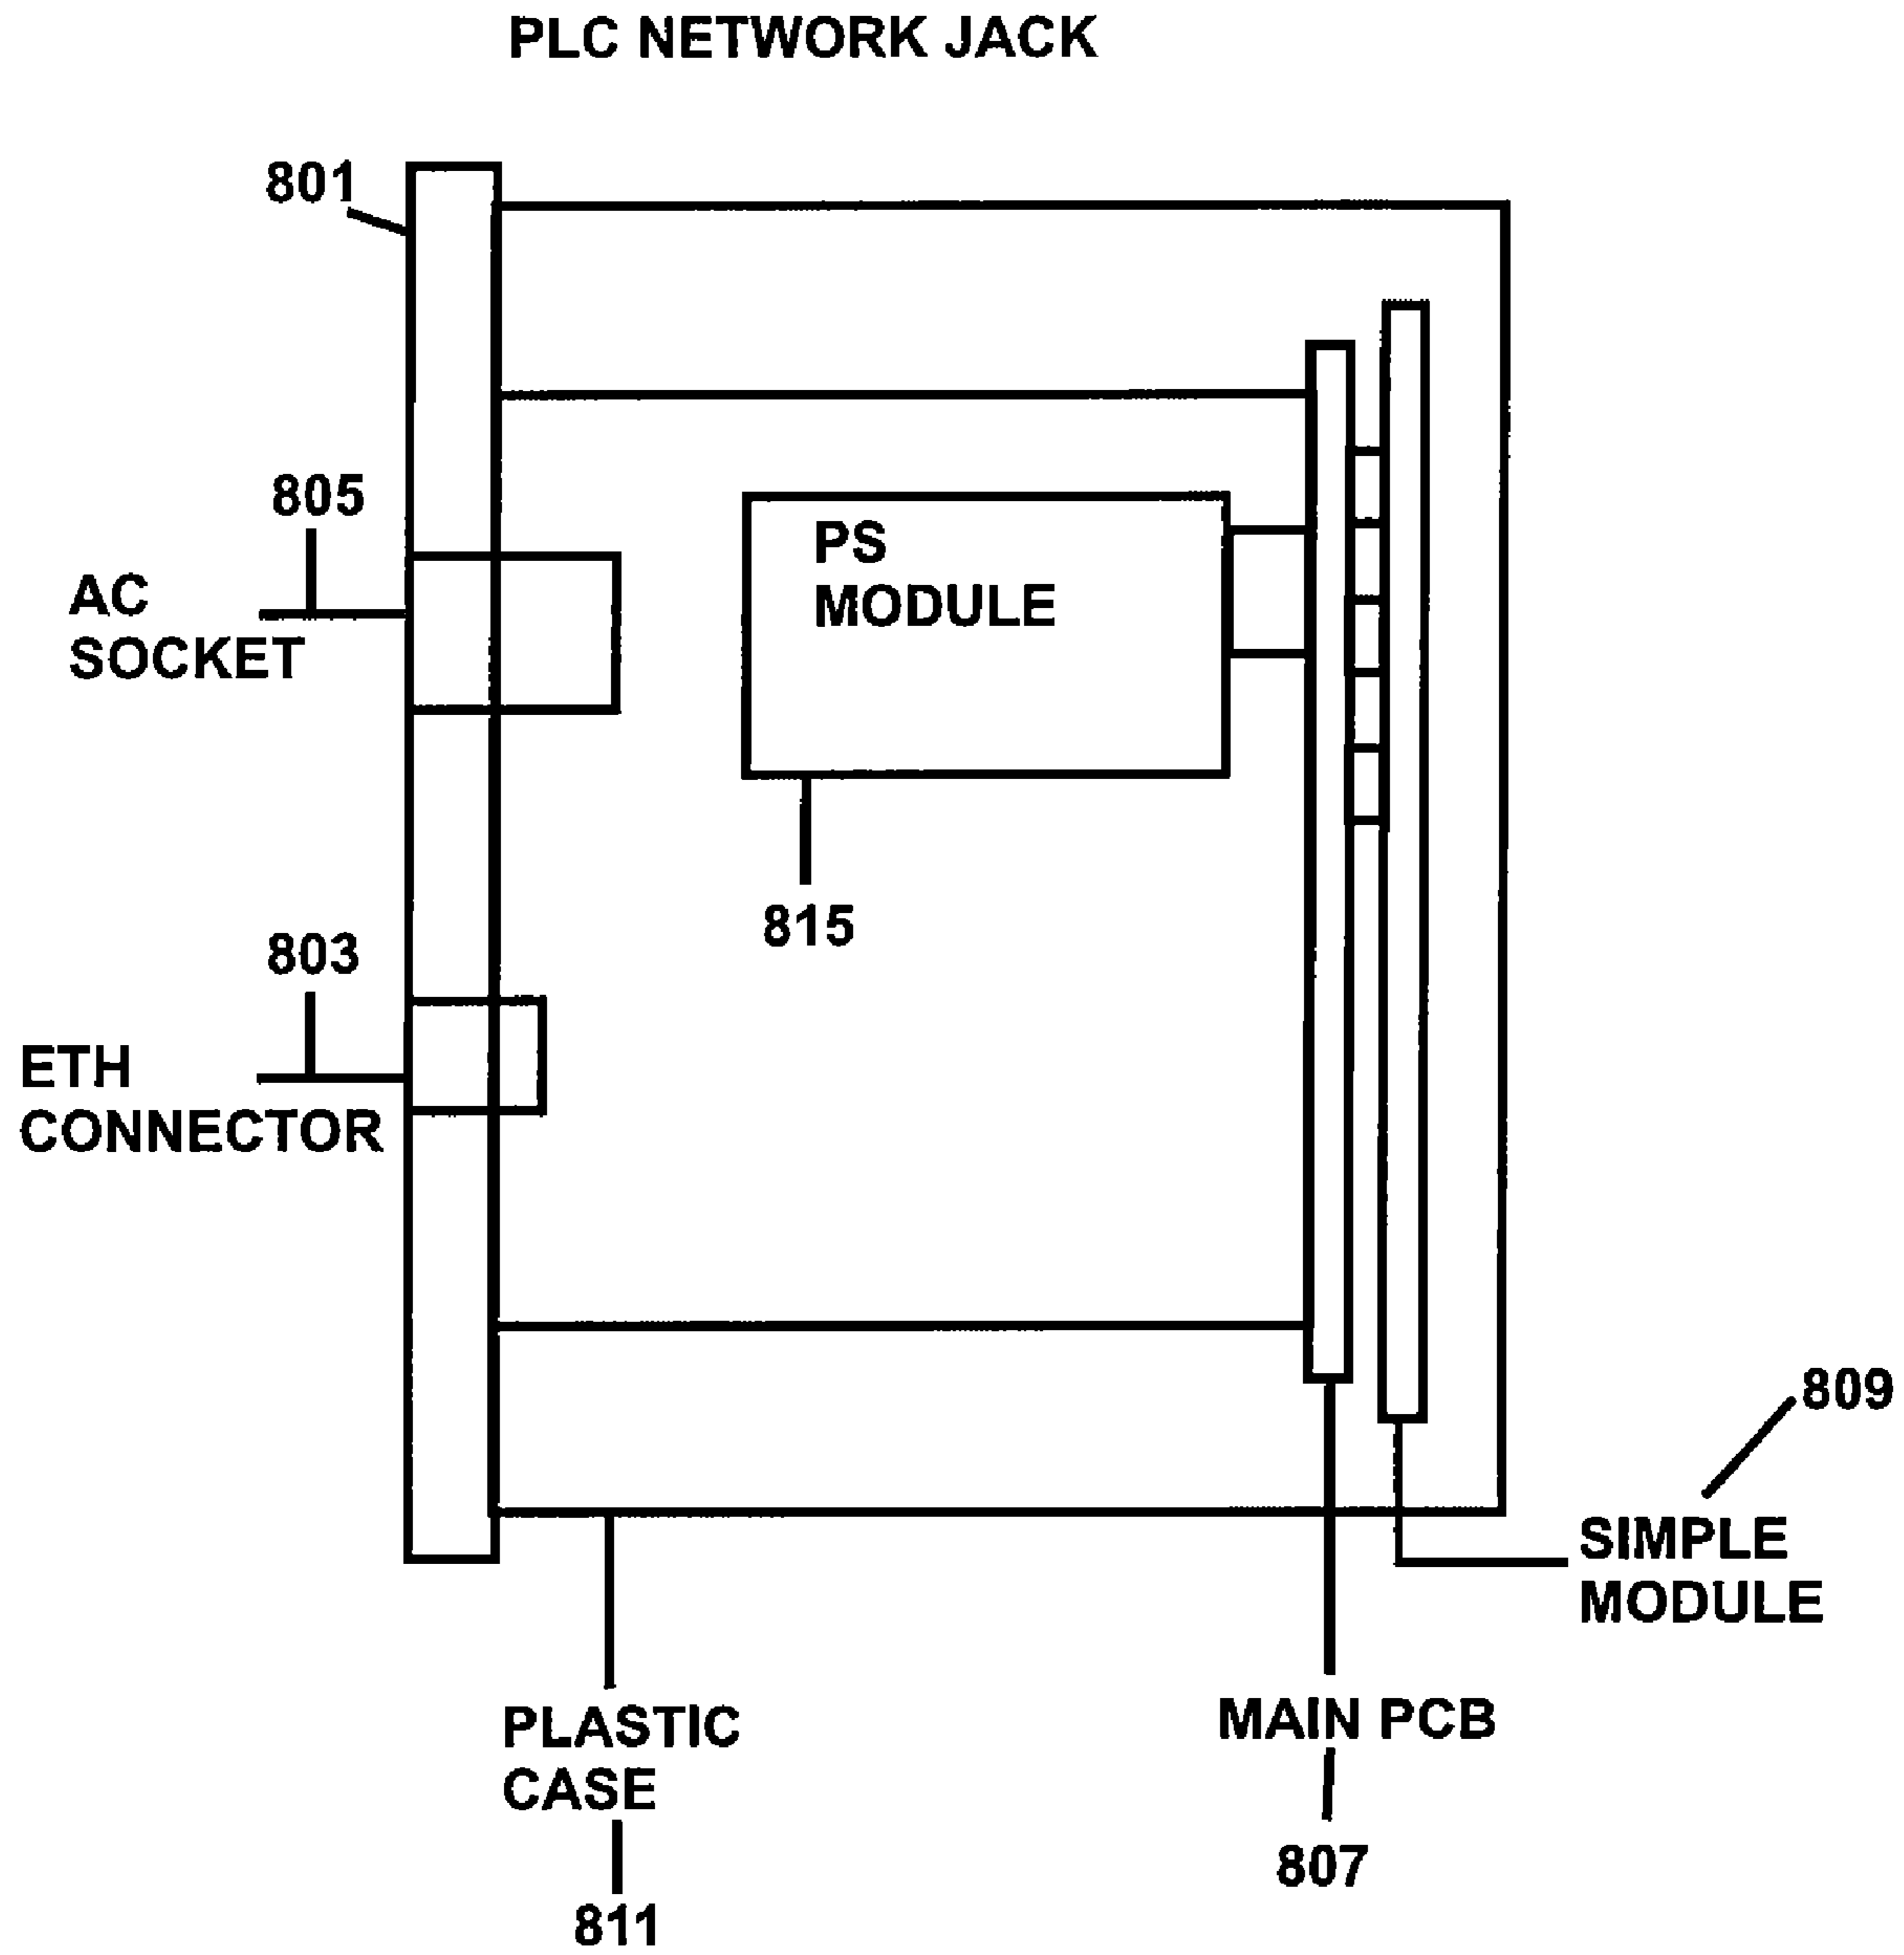 PLC NETWORK JACK
801
805
AC
SOCKET
PS
MODULE
815
803
ETH
CONNECTOR
809
SIMPLE
MODULE
PLASTIC
CASE
811
MAIN PCB
807